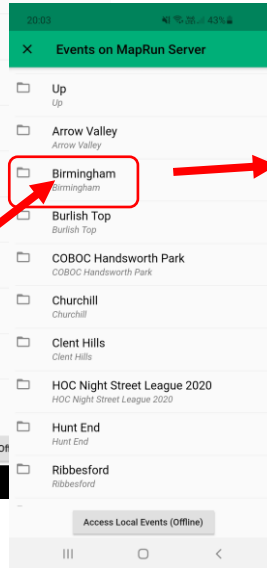 20:03 43%
× Events on MapRun Server
Up
Up
Arrow Valley
Arrow Valley
Birmingham
Birmingham
Burlish Top
Burlish Top
COBOC Handsworth Park
COBOC Handsworth Park
Churchill
Churchill
Clent Hills
Clent Hills
HOC Night Street League 2020
HOC Night Street League 2020
Hunt End
Hunt End
Ribbesford
Ribbesford
Access Local Events (Offline)